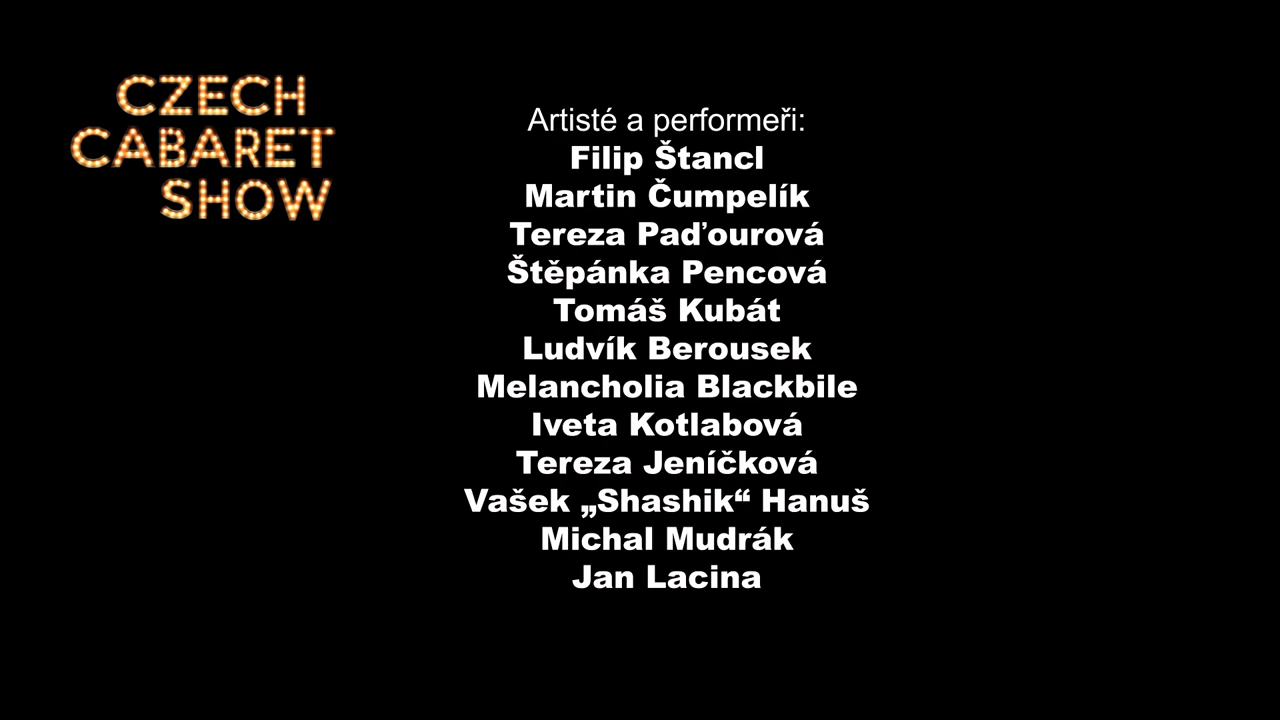 CZECH
CABARET
SHOW
Artisté a performeři:
Filip Štancl
Martin Čumpelík
Tereza Paďourová
Štěpánka Pencová
Tomáš Kubát
Ludvík Berousek
Melancholia Blackbile
Iveta Kotlabová
Tereza Jeníčková
Vašek „Shashik“ Hanuš
Michal Mudrák
Jan Lacina